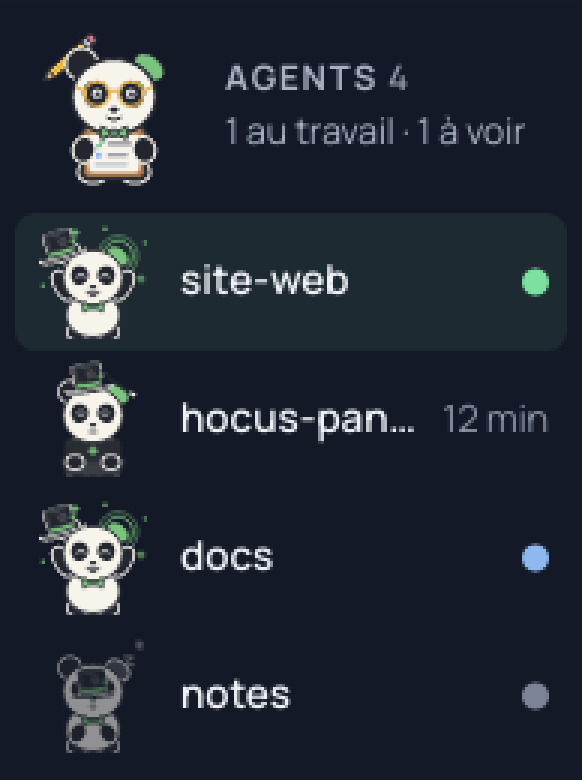 AGENTS 4
1 au travail · 1 à voir
site-web
hocus-pan... 12 min
docs
notes